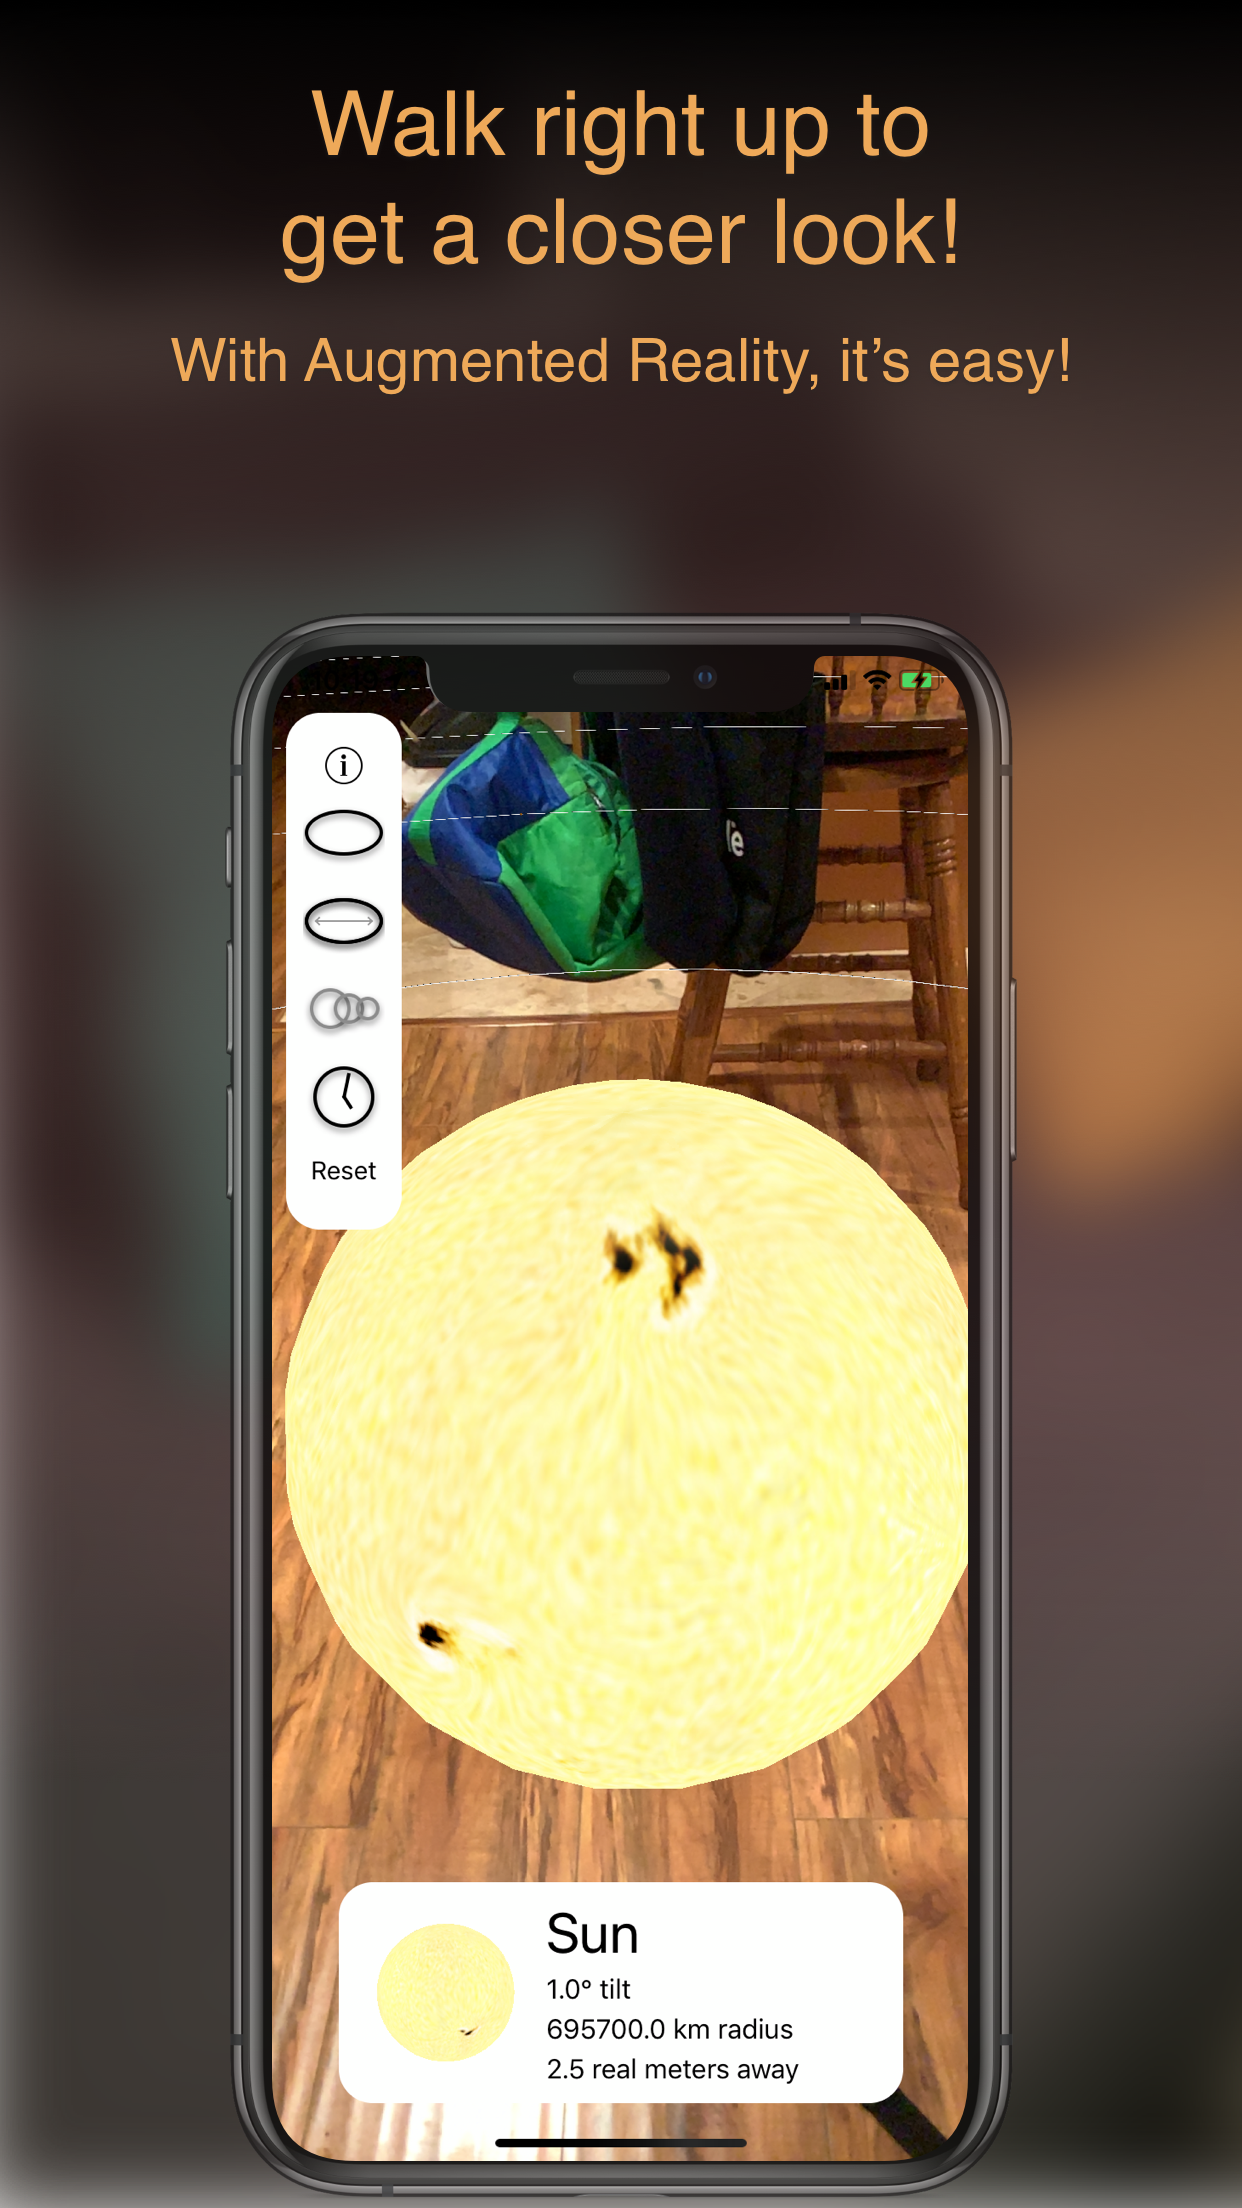 Walk right up to
get a closer look!
With Augmented Reality, it's easy!
Reset
Sun
1.0° tilt
695700.0 km radius
2.5 real meters away